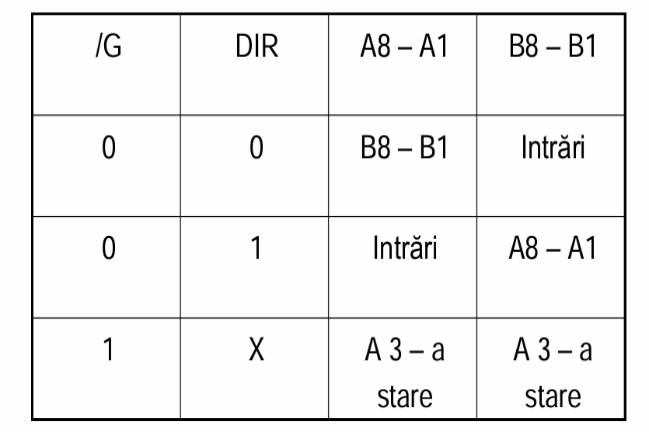 /G DIR A8 – A1 B8 – B1
0 0 B8 – B1 Intrări
0 1 Intrări A8 – A1
1 X A 3 – a A 3 – a
stare stare